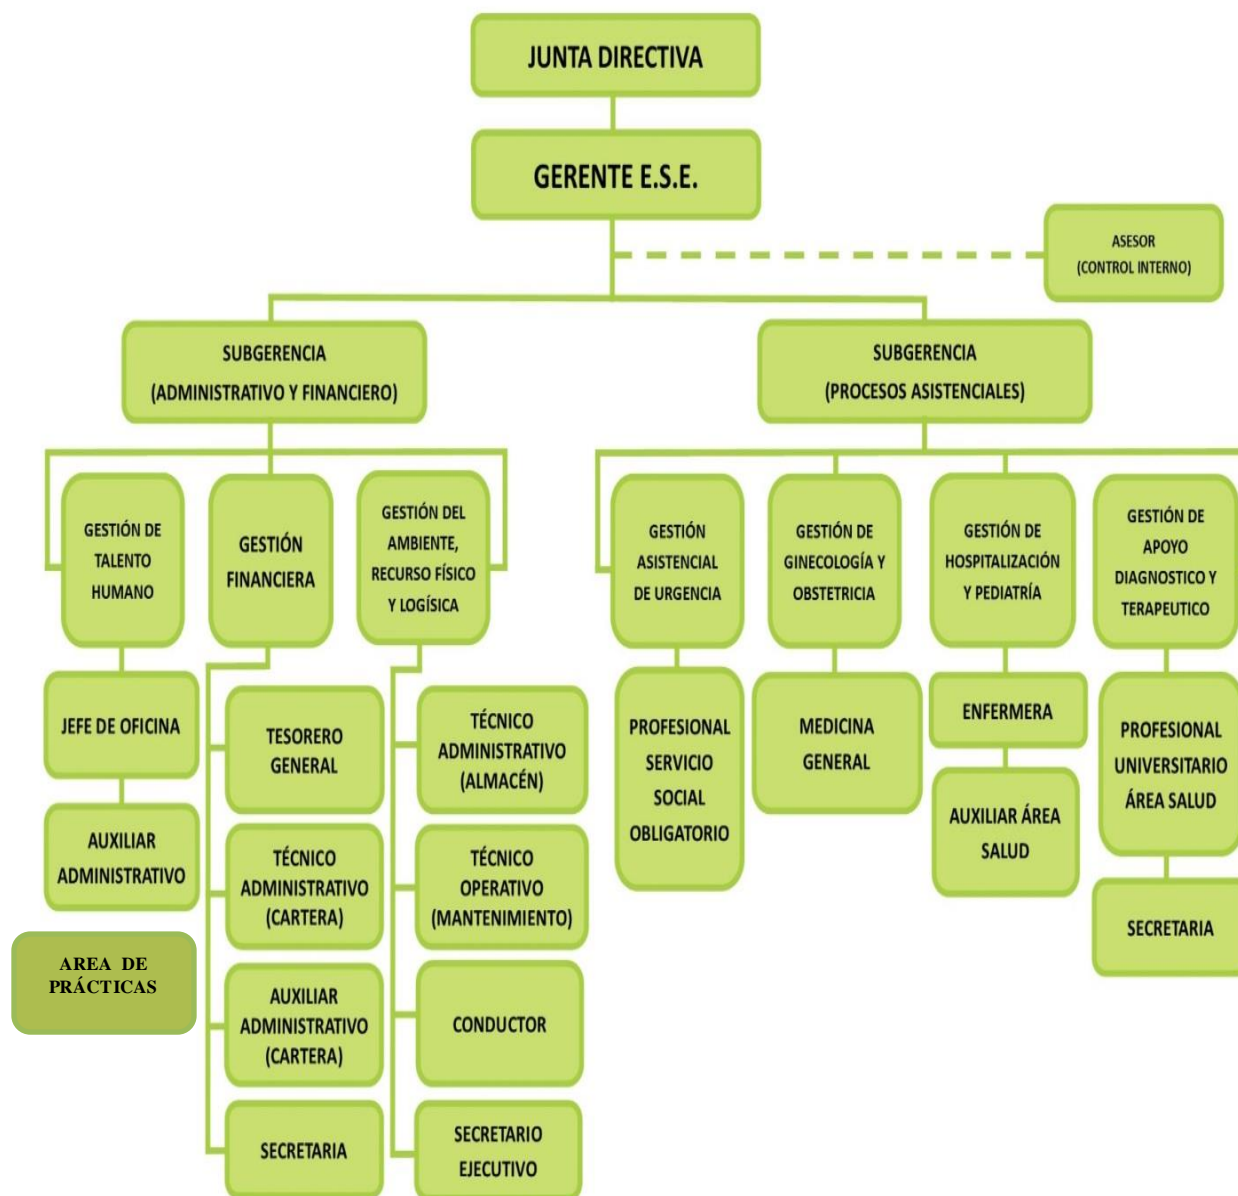 JUNTA DIRECTIVA
GERENTE E.S.E.
ASESOR
(CONTROL INTERNO)
SUBGERENCIA
(ADMINISTRATIVO Y FINANCIERO)
SUBGERENCIA
(PROCESOS ASISTENCIALES)
GESTIÓN DE
TALENTO
HUMANO
GESTIÓN
FINANCIERA
GESTIÓN DEL
AMBIENTE,
RECURSO FÍSICO
Y LOGÍSICA
GESTIÓN
ASISTENCIAL
DE URGENCIA
GESTIÓN DE
GINECOLOGÍA Y
OBSTETRICIA
GESTIÓN DE
HOSPITALIZACIÓN
Y PEDIATRÍA
GESTIÓN DE
APOYO
DIAGNOSTICO Y
TERAPEUTICO
JEFE DE OFICINA
AUXILIAR
ADMINISTRATIVO
AREA DE
PRÁCTICAS
TESORERO
GENERAL
TÉCNICO
ADMINISTRATIVO
(CARTERA)
AUXILIAR
ADMINISTRATIVO
(CARTERA)
SECRETARIA
TÉCNICO
ADMINISTRATIVO
(ALMACÉN)
TÉCNICO
OPERATIVO
(MANTENIMIENTO)
CONDUCTOR
SECRETARIO
EJECUTIVO
PROFESIONAL
SERVICIO
SOCIAL
OBLIGATORIO
MEDICINA
GENERAL
ENFERMERA
AUXILIAR ÁREA
SALUD
PROFESIONAL
UNIVERSITARIO
ÁREA SALUD
SECRETARIA